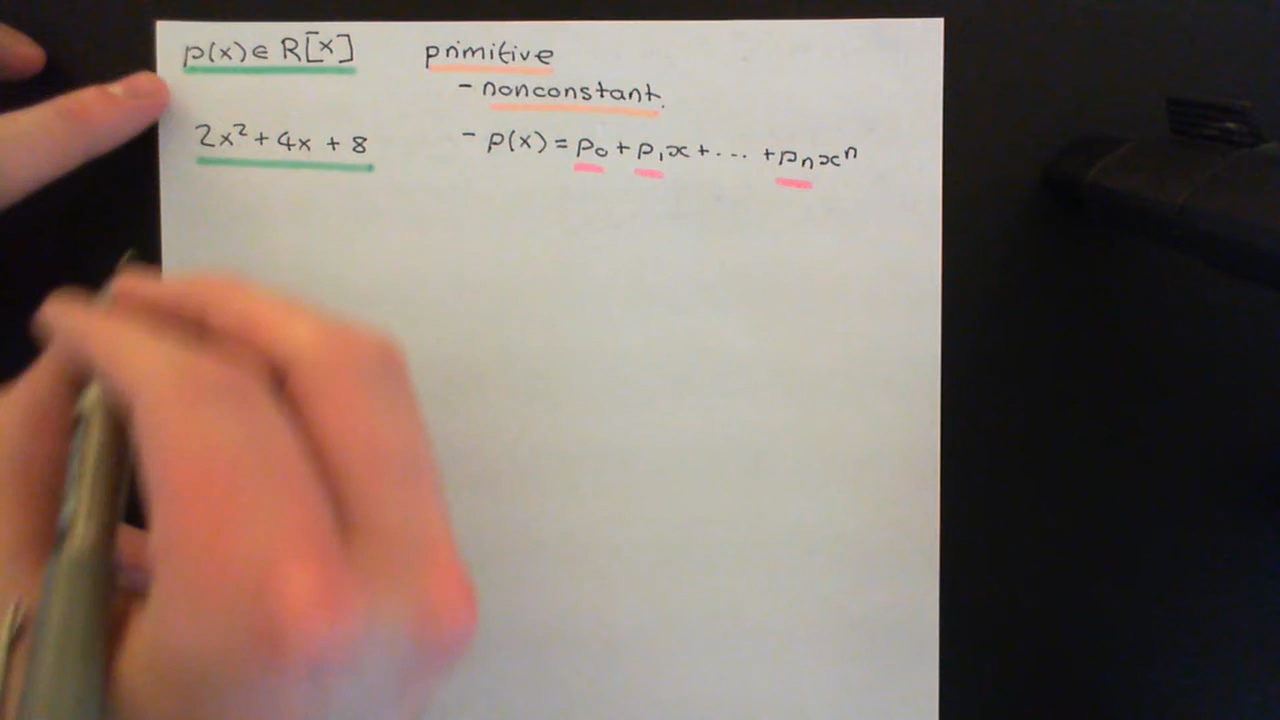 p(x) ∈ R[x] primitive
- nonconstant.
2x² + 4x + 8 - p(x) = p₀ + p₁x + ... + pₙxⁿ